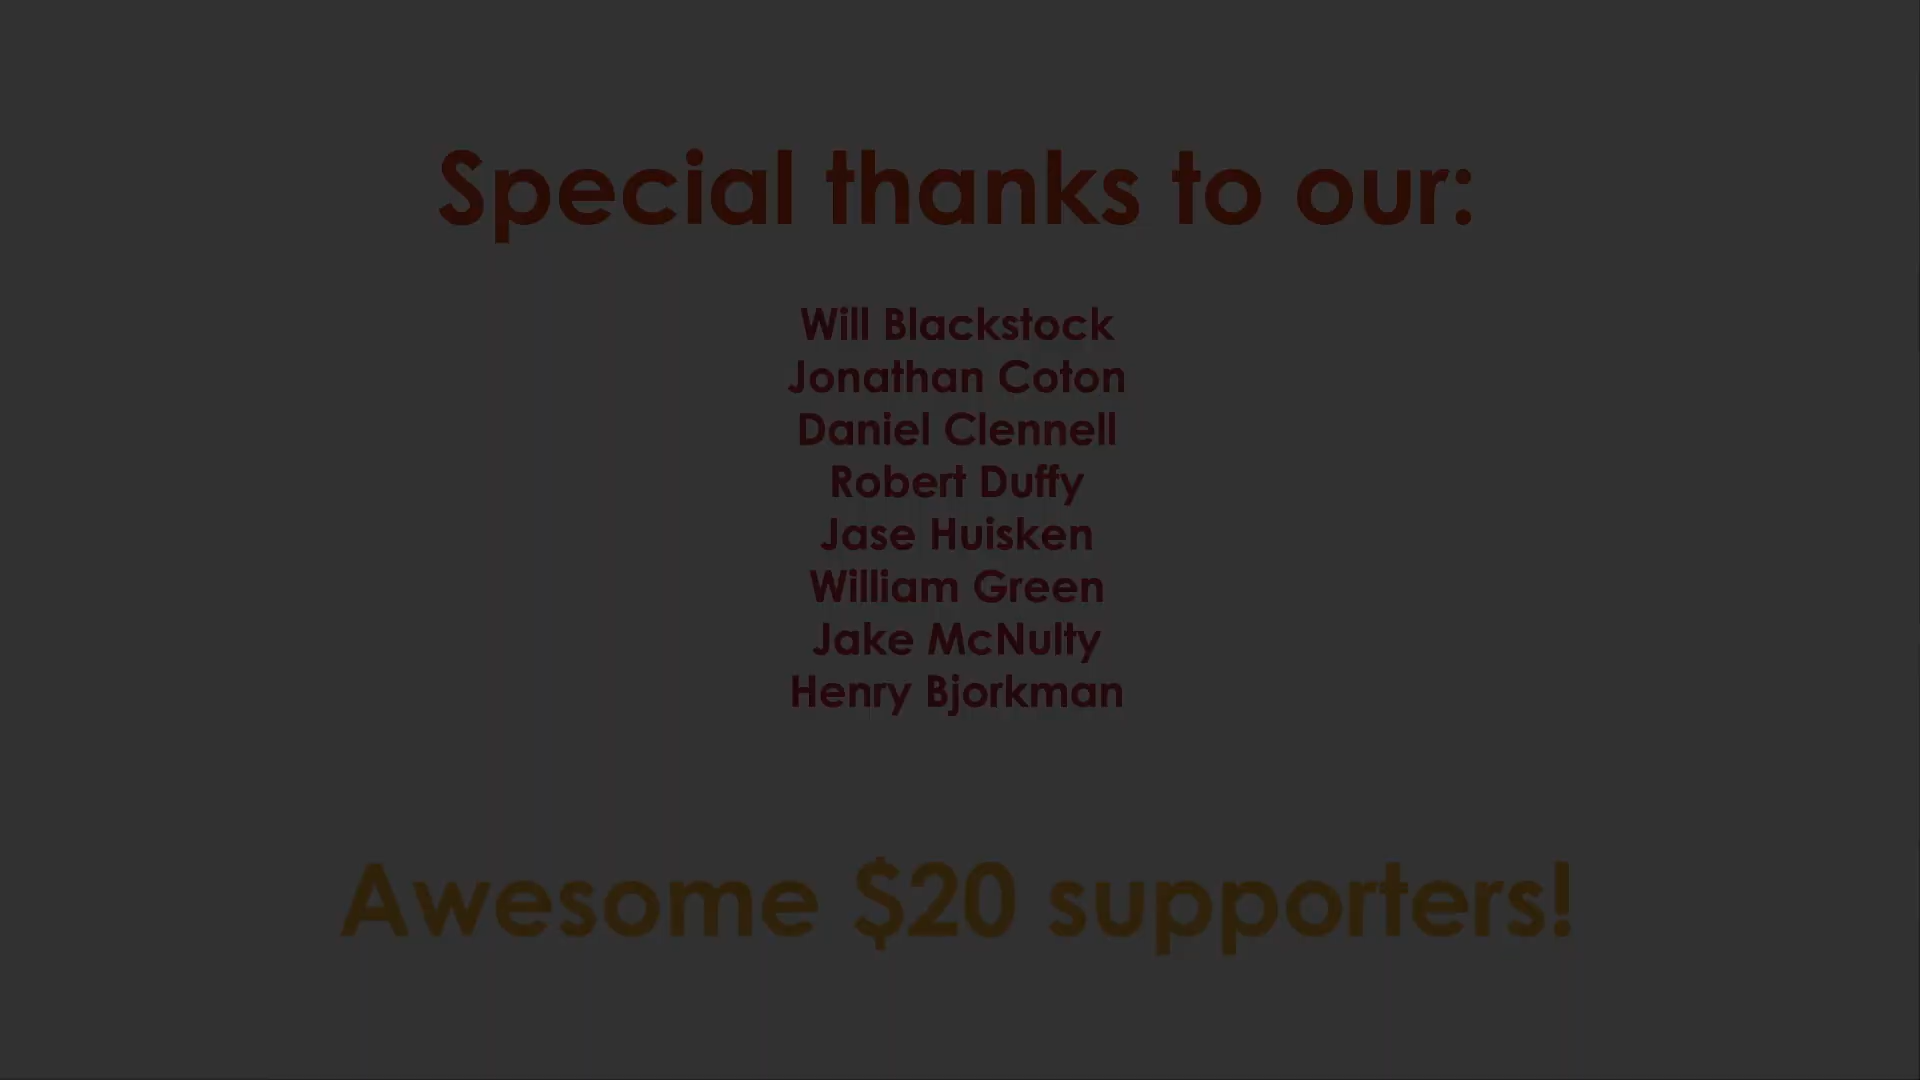 Special thanks to our:
Will Blackstock
Jonathan Coton
Daniel Clennell
Robert Duffy
Jase Huisken
William Green
Jake McNulty
Henry Bjorkman
Awesome $20 supporters!